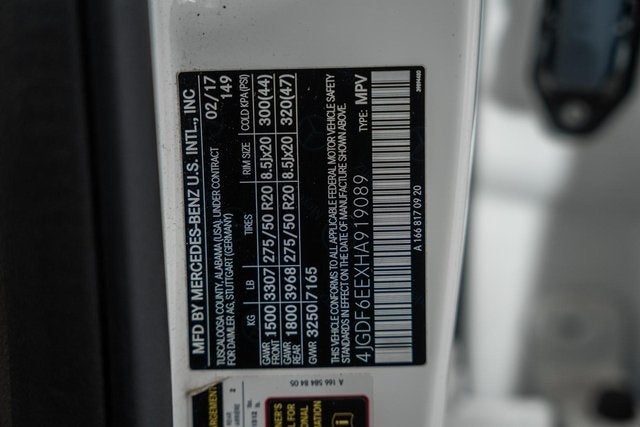 MFD BY MERCEDES-BENZ U.S. INTL., INC
02/17
TUSCALOOSA COUNTY, ALABAMA (USA), UNDER CONTRACT
149
FOR DAIMLER AG, STUTTGART (GERMANY)
KG LB TIRES RIM SIZE COLD KPA (PSI)
GAWR FRONT 1500 3307 275/50 R20 8.5Jx20 300(44)
GAWR REAR 1800 3968 275/50 R20 8.5Jx20 320(47)
GVWR 3250 7165
THIS VEHICLE CONFORMS TO ALL APPLICABLE FEDERAL MOTOR VEHICLE SAFETY
STANDARDS IN EFFECT ON THE DATE OF MANUFACTURE SHOWN ABOVE.
4JGDF6EEXHA919089 TYPE: MPV
A 166 817 09 20
A 166 584 84 05